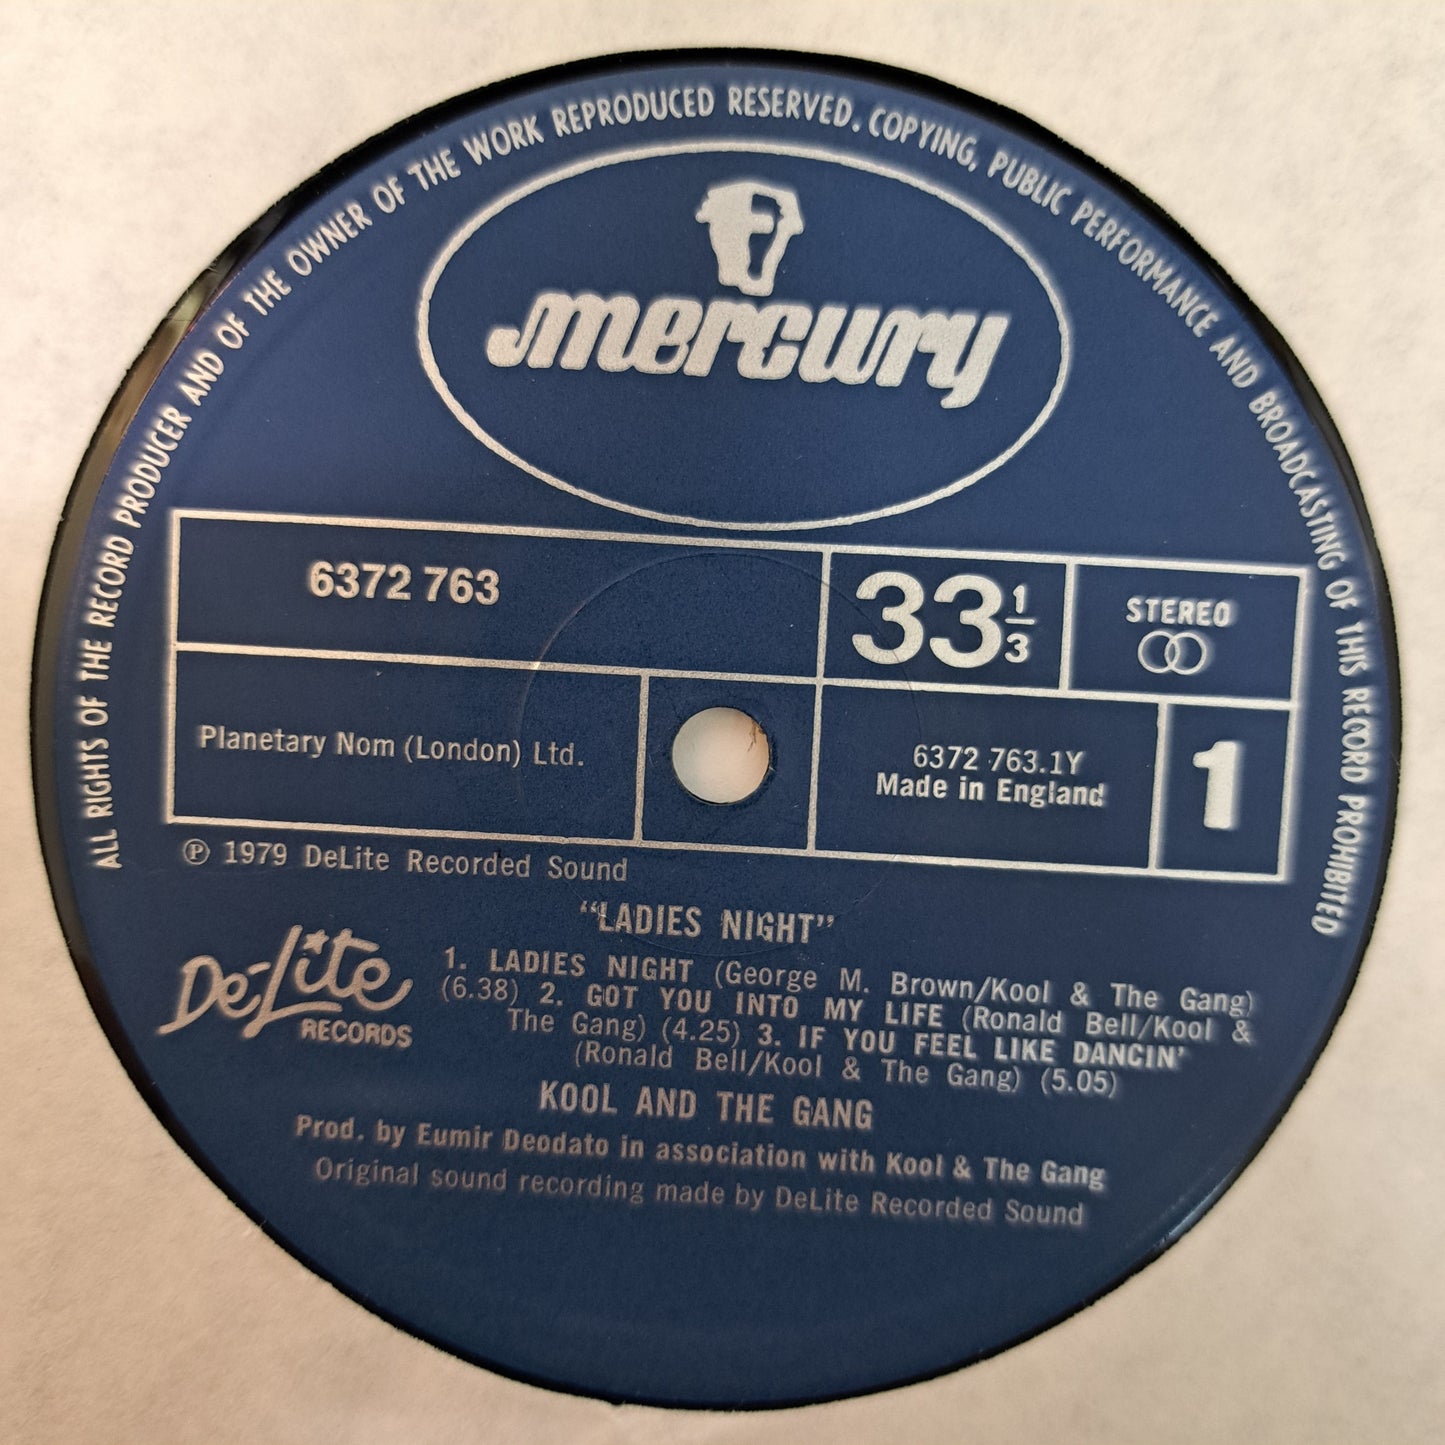 ALL RIGHTS OF THE RECORD PRODUCER AND OF THE OWNER OF THE WORK REPRODUCED RESERVED. COPYING, PUBLIC PERFORMANCE AND BROADCASTING OF THIS RECORD PROHIBITED
mercury
6372 763
33 1/3
STEREO
Planetary Nom (London) Ltd.
6372 763.1Y
Made in England
1
Ⓟ 1979 DeLite Recorded Sound
"LADIES NIGHT"
De-Lite
RECORDS
1. LADIES NIGHT (George M. Brown/Kool & The Gang)
(6.38) 2. GOT YOU INTO MY LIFE (Ronald Bell/Kool &
The Gang) (4.25) 3. IF YOU FEEL LIKE DANCIN'
(Ronald Bell/Kool & The Gang) (5.05)
KOOL AND THE GANG
Prod. by Eumir Deodato in association with Kool & The Gang
Original sound recording made by DeLite Recorded Sound